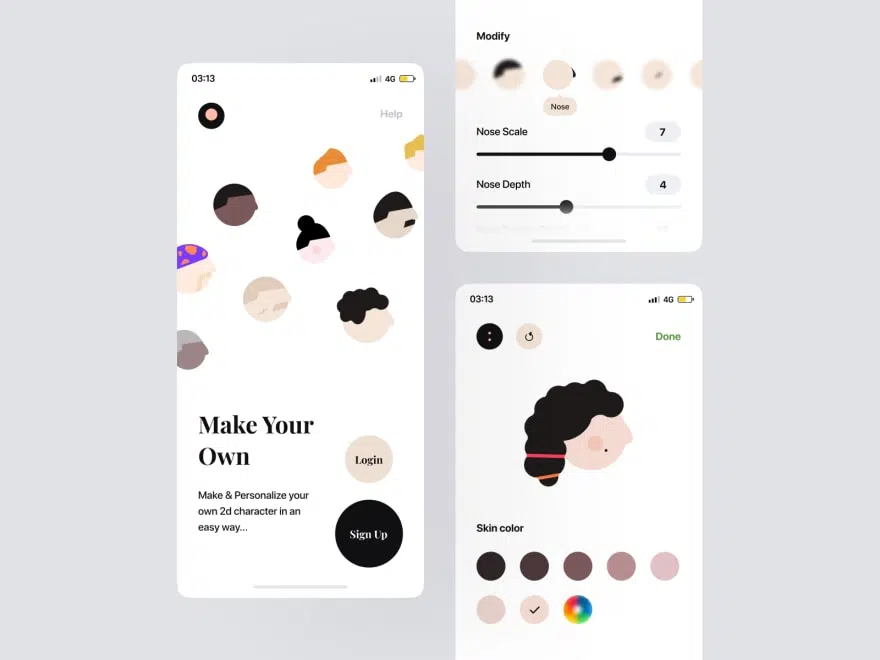 03:13
4G
Help
Make Your
Own
Login
Make & Personalize your
own 2d character in an
easy way...
Sign Up
Modify
Nose
Nose Scale
7
Nose Depth
4
03:13
4G
Done
Skin color